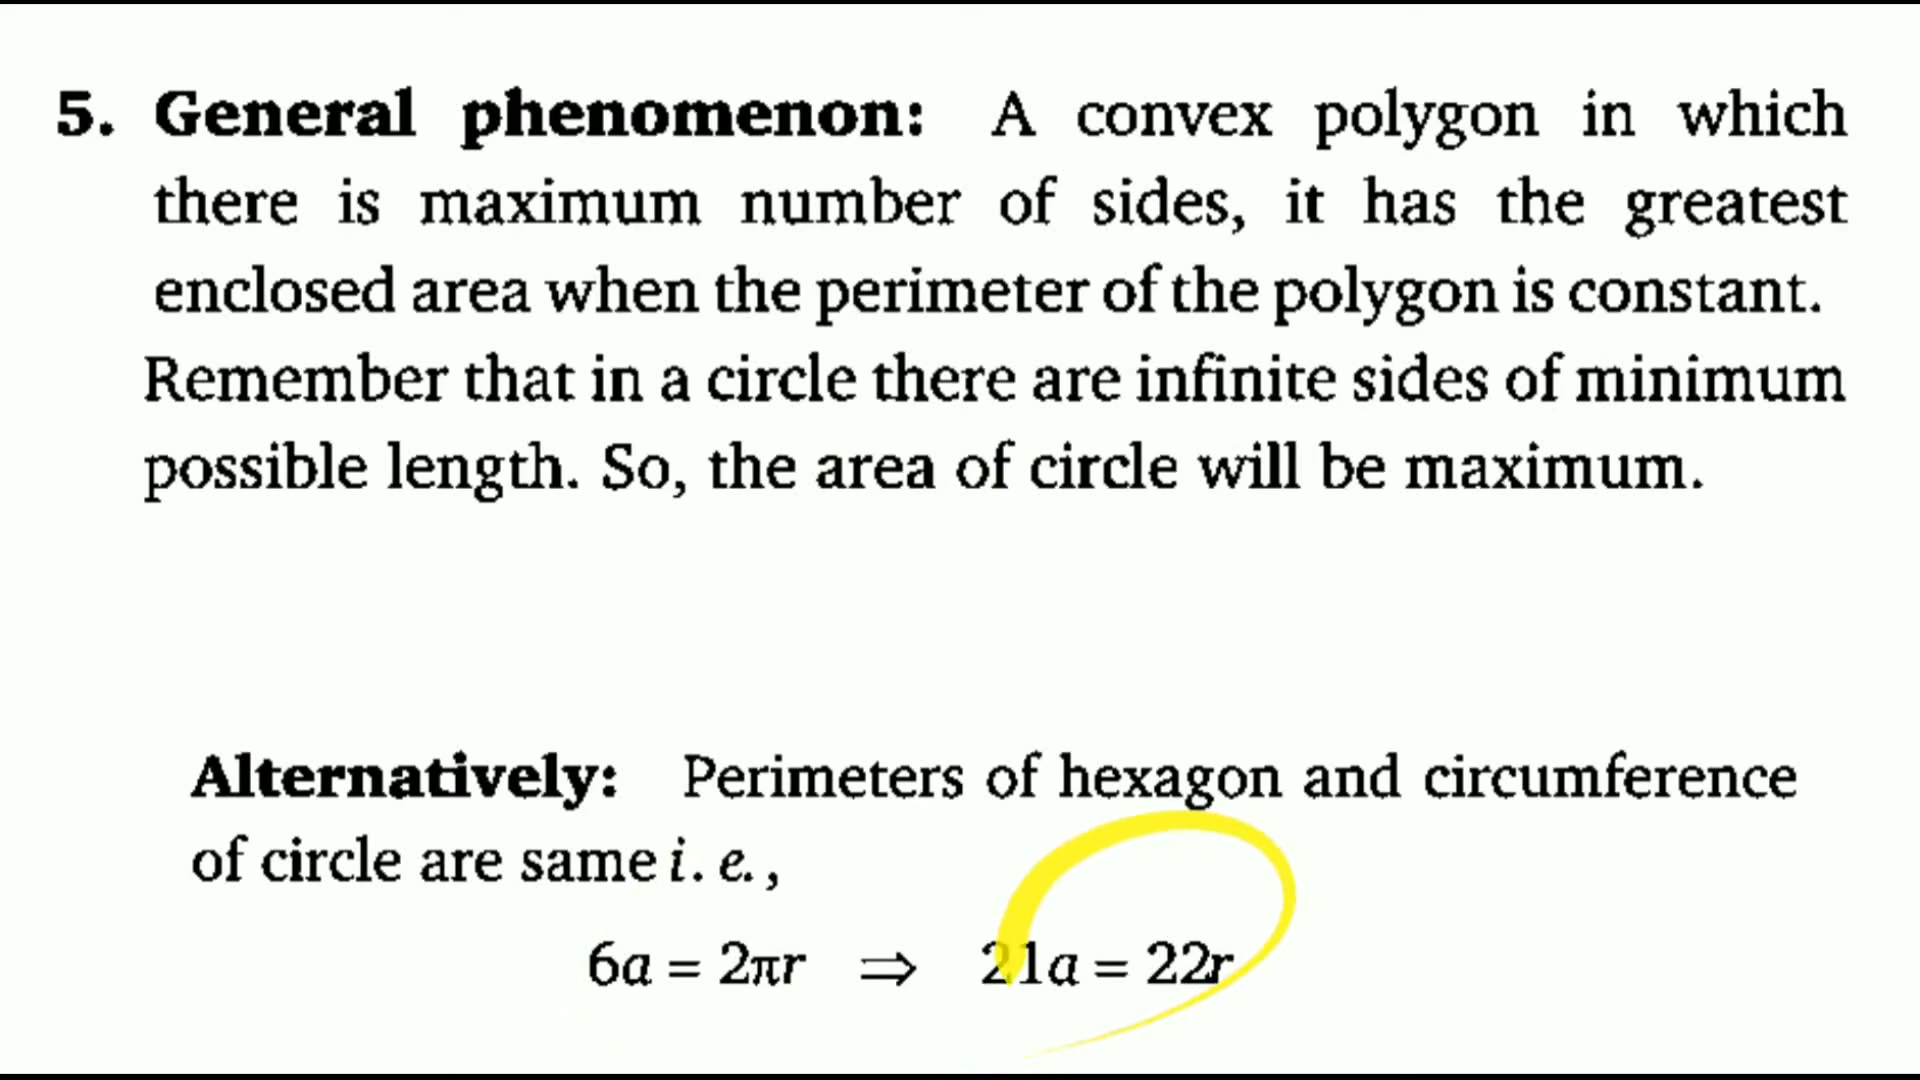 5. General phenomenon: A convex polygon in which
there is maximum number of sides, it has the greatest
enclosed area when the perimeter of the polygon is constant.
Remember that in a circle there are infinite sides of minimum
possible length. So, the area of circle will be maximum.
Alternatively: Perimeters of hexagon and circumference
of circle are same i. e.,
6a = 2πr ⇒ 21a = 22r